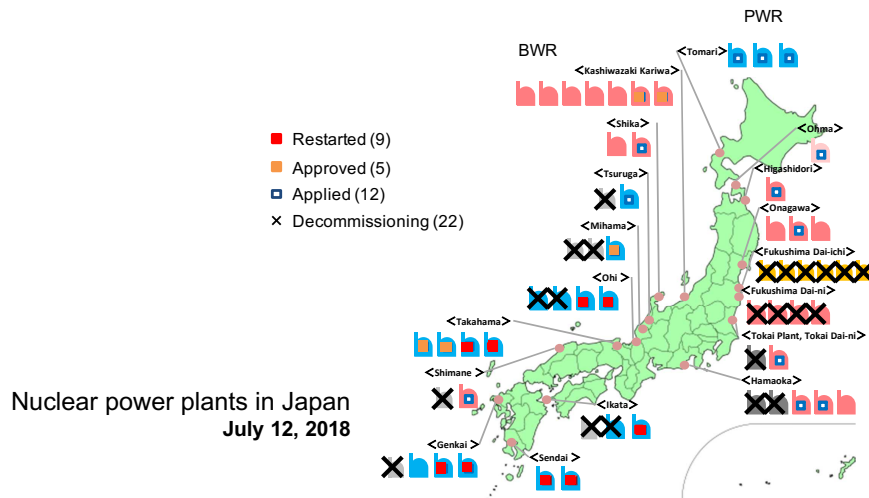 PWR
BWR
<Tomari>
<Kashiwazaki Kariwa>
<Shika>
<Ohma>
Restarted (9)
Approved (5)
Applied (12)
Decommissioning (22)
<Higashidori>
<Tsuruga>
<Onagawa>
<Mihama>
<Fukushima Dai-ichi>
<Ohi>
<Fukushima Dai-ni>
<Takahama>
<Tokai Plant, Tokai Dai-ni>
<Shimane>
<Hamaoka>
Nuclear power plants in Japan
July 12, 2018
<Ikata>
<Genkai>
<Sendai>